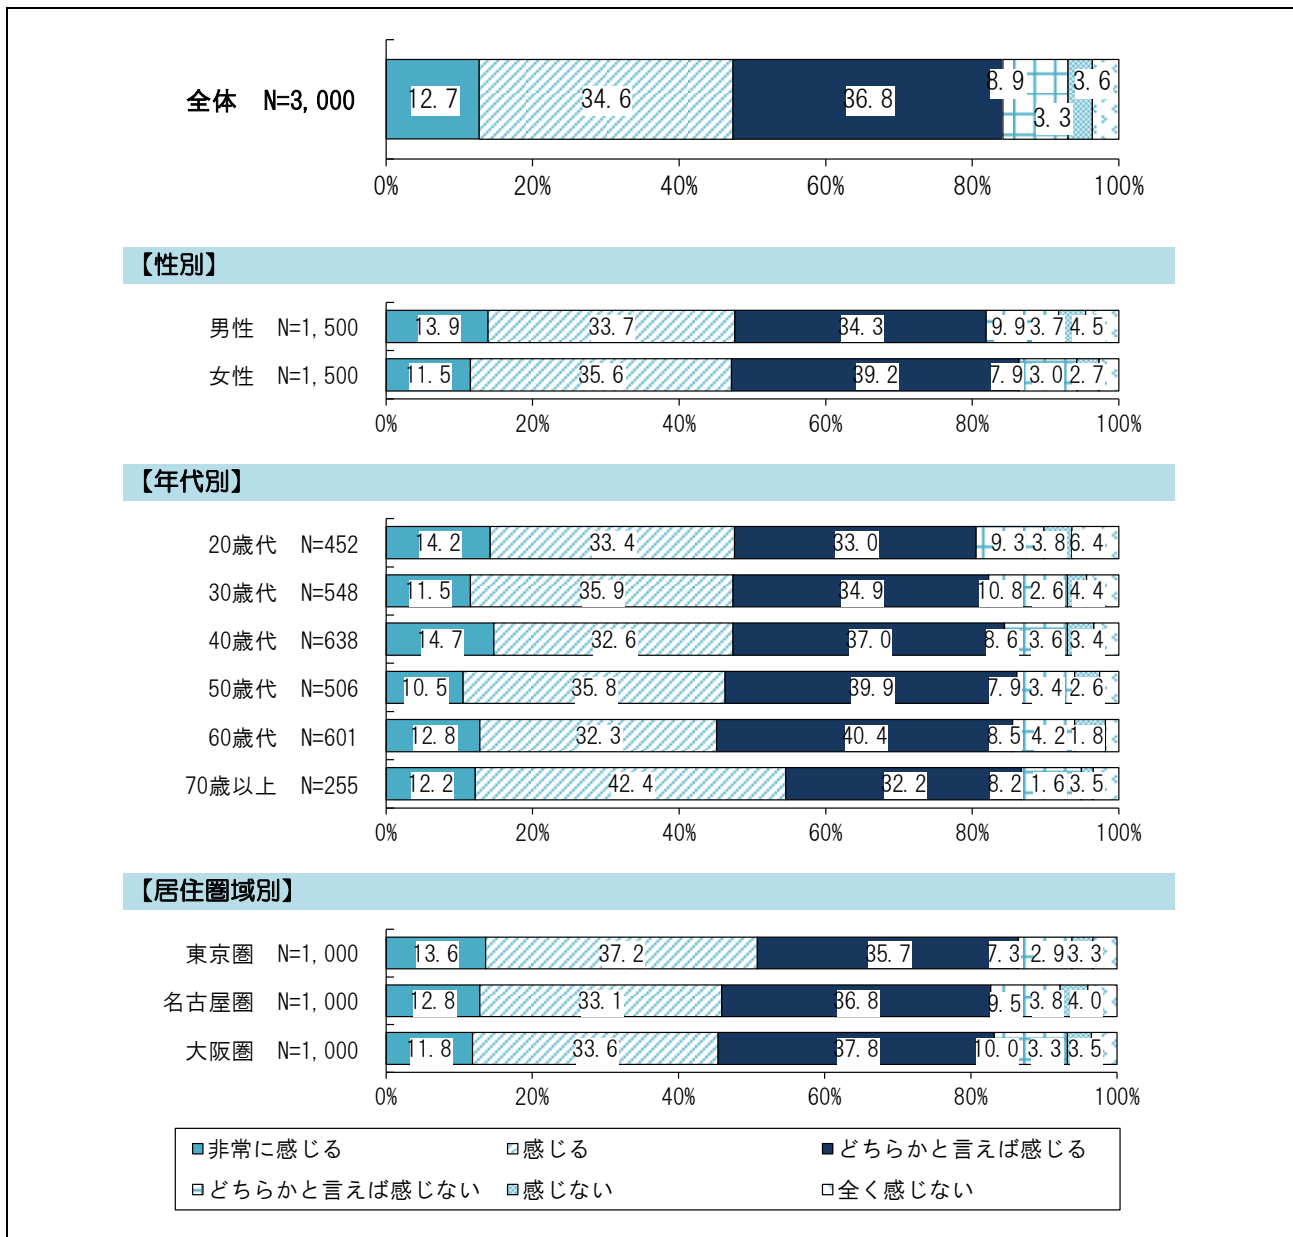 全体 N=3,000 12.7 34.6 36.8 8.9 3.3 3.6
0% 20% 40% 60% 80% 100%
【性別】
男性 N=1,500 13.9 33.7 34.3 9.9 3.7 4.5
女性 N=1,500 11.5 35.6 39.2 7.9 3.0 2.7
0% 20% 40% 60% 80% 100%
【年代別】
20歳代 N=452 14.2 33.4 33.0 9.3 3.8 6.4
30歳代 N=548 11.5 35.9 34.9 10.8 2.6 4.4
40歳代 N=638 14.7 32.6 37.0 8.6 3.6 3.4
50歳代 N=506 10.5 35.8 39.9 7.9 3.4 2.6
60歳代 N=601 12.8 32.3 40.4 8.5 4.2 1.8
70歳以上 N=255 12.2 42.4 32.2 8.2 1.6 3.5
0% 20% 40% 60% 80% 100%
【居住圏域別】
東京圏 N=1,000 13.6 37.2 35.7 7.3 2.9 3.3
名古屋圏 N=1,000 12.8 33.1 36.8 9.5 3.8 4.0
大阪圏 N=1,000 11.8 33.6 37.8 10.0 3.3 3.5
0% 20% 40% 60% 80% 100%
非常に感じる 感じる どちらかと言えば感じる
どちらかと言えば感じない 感じない 全く感じない